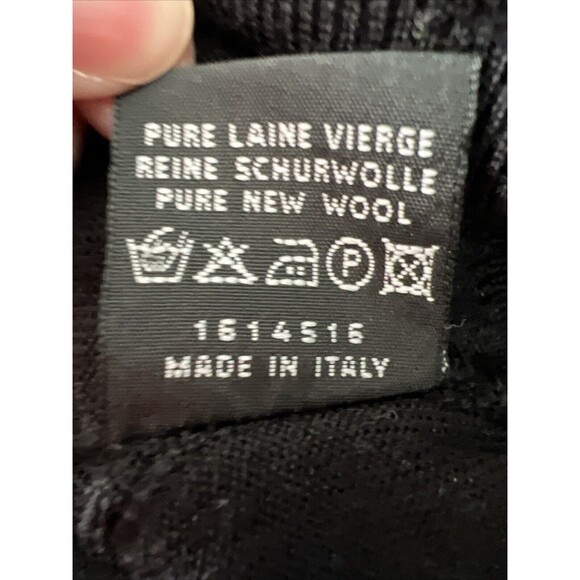 PURE LAINE VIERGE
REINE SCHURWOLLE
PURE NEW WOOL
P
1614516
MADE IN ITALY